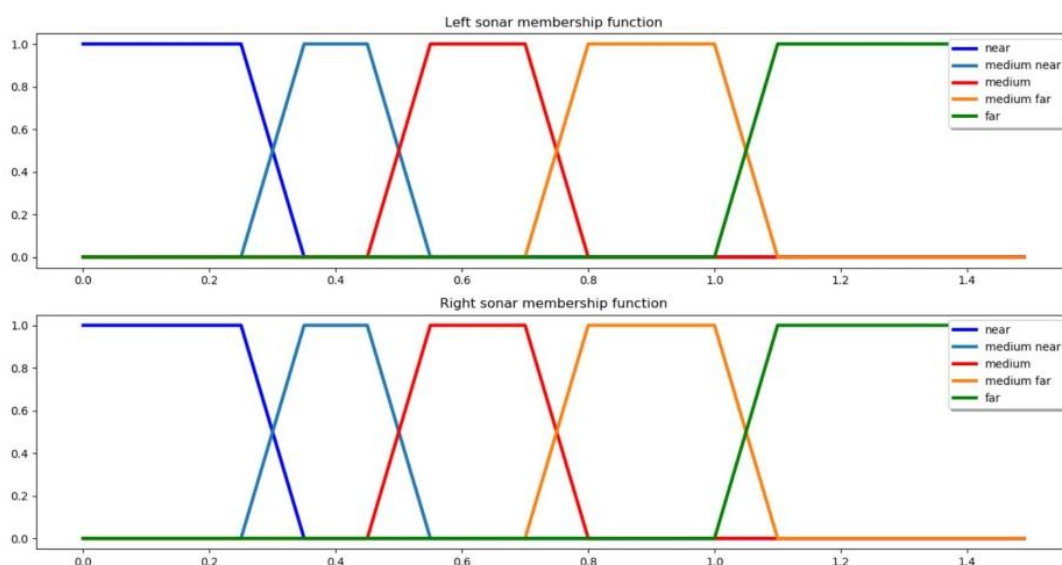 Left sonar membership function
1.0
0.8
0.6
0.4
0.2
0.0
near
medium near
medium
medium far
far
0.0 0.2 0.4 0.6 0.8 1.0 1.2 1.4
Right sonar membership function
1.0
0.8
0.6
0.4
0.2
0.0
near
medium near
medium
medium far
far
0.0 0.2 0.4 0.6 0.8 1.0 1.2 1.4